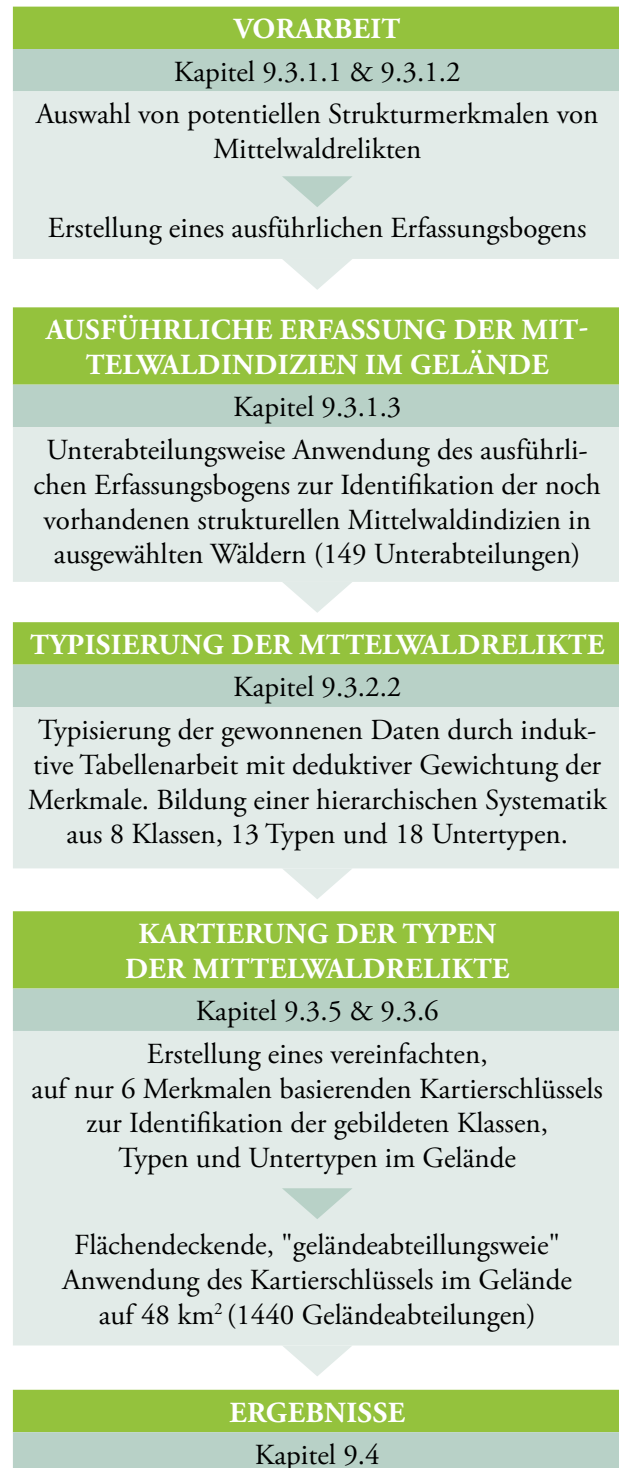 VORARBEIT
Kapitel 9.3.1.1 & 9.3.1.2
Auswahl von potentiellen Strukturmerkmalen von
Mittelwaldrelikten
Erstellung eines ausführlichen Erfassungsbogens
AUSFÜHRLICHE ERFASSUNG DER MIT-
TELWALDINDIZIEN IM GELÄNDE
Kapitel 9.3.1.3
Unterabteilungsweise Anwendung des ausführli-
chen Erfassungsbogens zur Identifikation der noch
vorhandenen strukturellen Mittelwaldindizien in
ausgewählten Wäldern (149 Unterabteilungen)
TYPISIERUNG DER MTTELWALDRELIKTE
Kapitel 9.3.2.2
Typisierung der gewonnenen Daten durch induk-
tive Tabellenarbeit mit deduktiver Gewichtung der
Merkmale. Bildung einer hierarchischen Systematik
aus 8 Klassen, 13 Typen und 18 Untertypen.
KARTIERUNG DER TYPEN
DER MITTELWALDRELIKTE
Kapitel 9.3.5 & 9.3.6
Erstellung eines vereinfachten,
auf nur 6 Merkmalen basierenden Kartierschlüssels
zur Identifikation der gebildeten Klassen,
Typen und Untertypen im Gelände
Flächendeckende, "geländeabteillungsweie"
Anwendung des Kartierschlüssels im Gelände
auf 48 km² (1440 Geländeabteilungen)
ERGEBNISSE
Kapitel 9.4